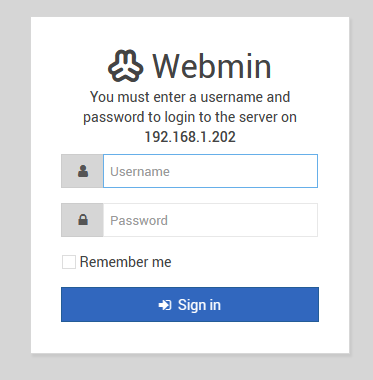 Webmin
You must enter a username and
password to login to the server on
192.168.1.202
Username
Password
Remember me
Sign in